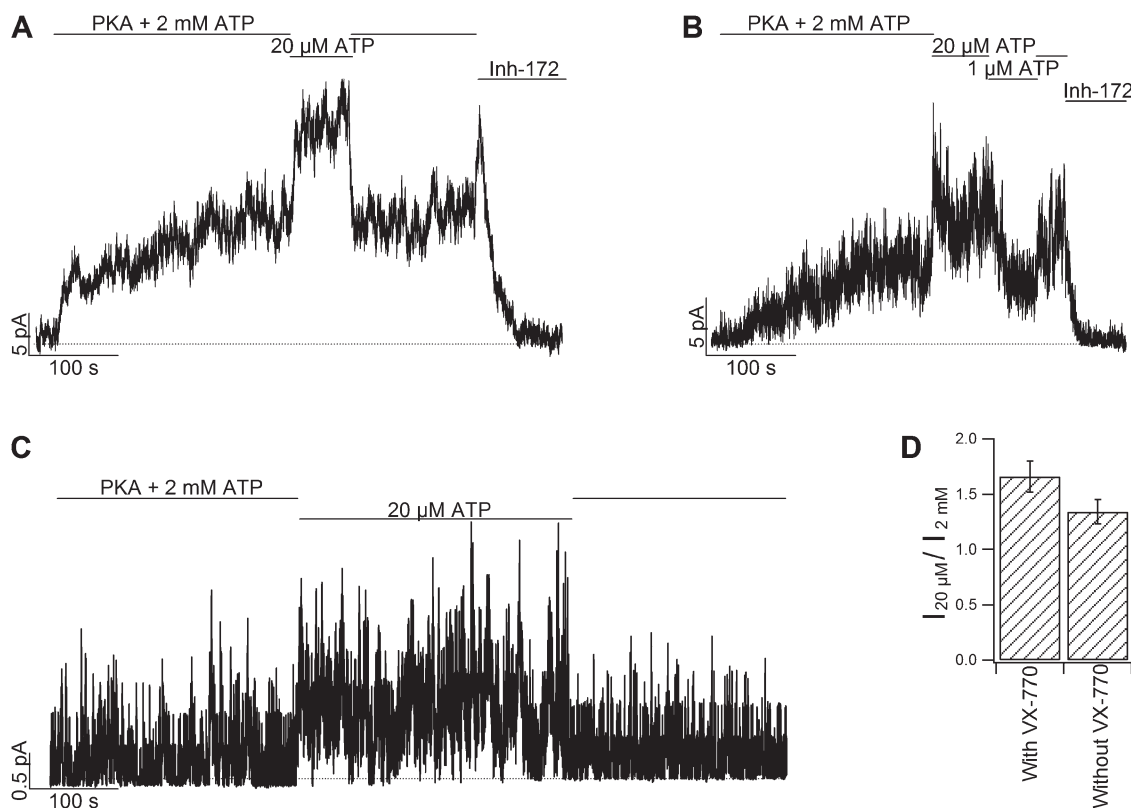 A
PKA + 2 mM ATP
20 µM ATP
Inh-172
5 pA
100 s
B
PKA + 2 mM ATP
20 µM ATP
1 µM ATP
Inh-172
5 pA
100 s
C
PKA + 2 mM ATP
20 µM ATP
0.5 pA
100 s
D
2.0
1.5
1.0
0.5
0.0
I 20 µM / I 2 mM
With VX-770
Without VX-770